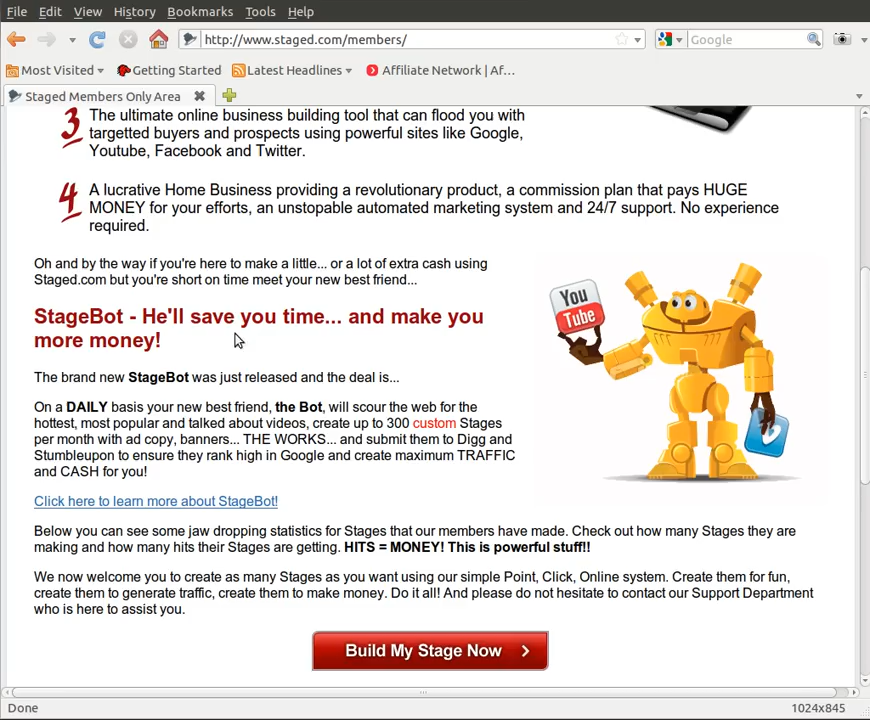 File Edit View History Bookmarks Tools Help
http://www.staged.com/members/
Google
Most Visited Getting Started Latest Headlines Affiliate Network | Af...
Staged Members Only Area
3 The ultimate online business building tool that can flood you with
targetted buyers and prospects using powerful sites like Google,
Youtube, Facebook and Twitter.
4 A lucrative Home Business providing a revolutionary product, a commission plan that pays HUGE
MONEY for your efforts, an unstopable automated marketing system and 24/7 support. No experience
required.
Oh and by the way if you're here to make a little... or a lot of extra cash using
Staged.com but you're short on time meet your new best friend...
StageBot - He'll save you time... and make you
more money!
You
Tube
The brand new StageBot was just released and the deal is...
On a DAILY basis your new best friend, the Bot, will scour the web for the
hottest, most popular and talked about videos, create up to 300 custom Stages
per month with ad copy, banners... THE WORKS... and submit them to Digg and
Stumbleupon to ensure they rank high in Google and create maximum TRAFFIC
and CASH for you!
Click here to learn more about StageBot!
Below you can see some jaw dropping statistics for Stages that our members have made. Check out how many Stages they are
making and how many hits their Stages are getting. HITS = MONEY! This is powerful stuff!!
We now welcome you to create as many Stages as you want using our simple Point, Click, Online system. Create them for fun,
create them to generate traffic, create them to make money. Do it all! And please do not hesitate to contact our Support Department
who is here to assist you.
Build My Stage Now
Done
1024x845